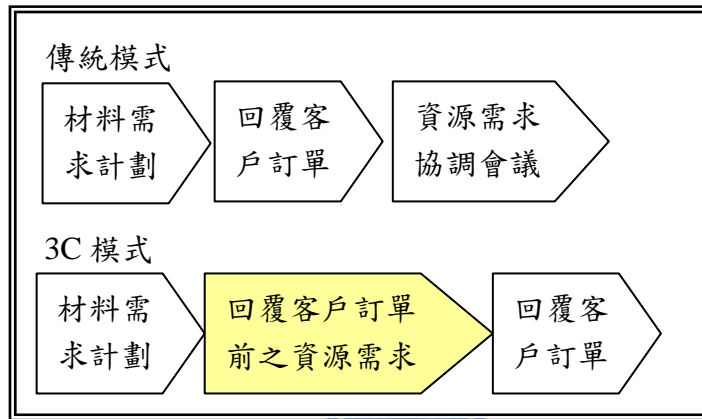 傳統模式
材料需
求計劃
回覆客
戶訂單
資源需求
協調會議
3C 模式
材料需
求計劃
回覆客戶訂單
前之資源需求
回覆客
戶訂單